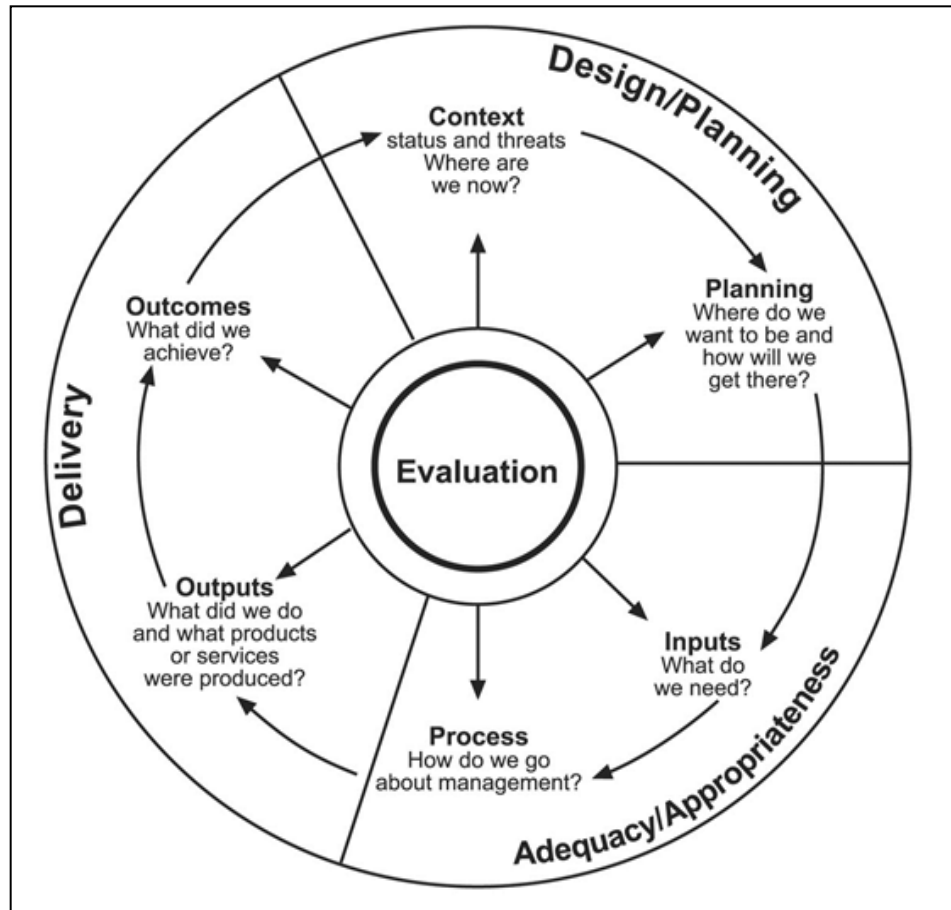 Design/Planning
Context
status and threats
Where are
we now?
Planning
Where do we
want to be and
how will we
get there?
Inputs
What do
we need?
Adequacy/Appropriateness
Process
How do we go
about management?
Outputs
What did we do
and what products
or services
were produced?
Delivery
Outcomes
What did we
achieve?
Evaluation